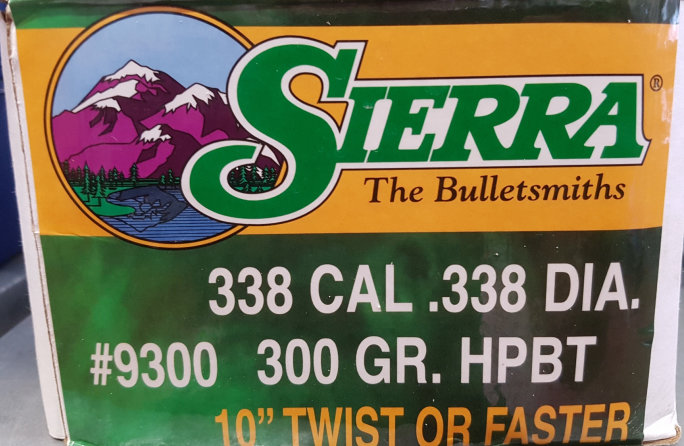 SIERRA®
The Bulletsmiths
338 CAL .338 DIA.
#9300 300 GR. HPBT
10” TWIST OR FASTER